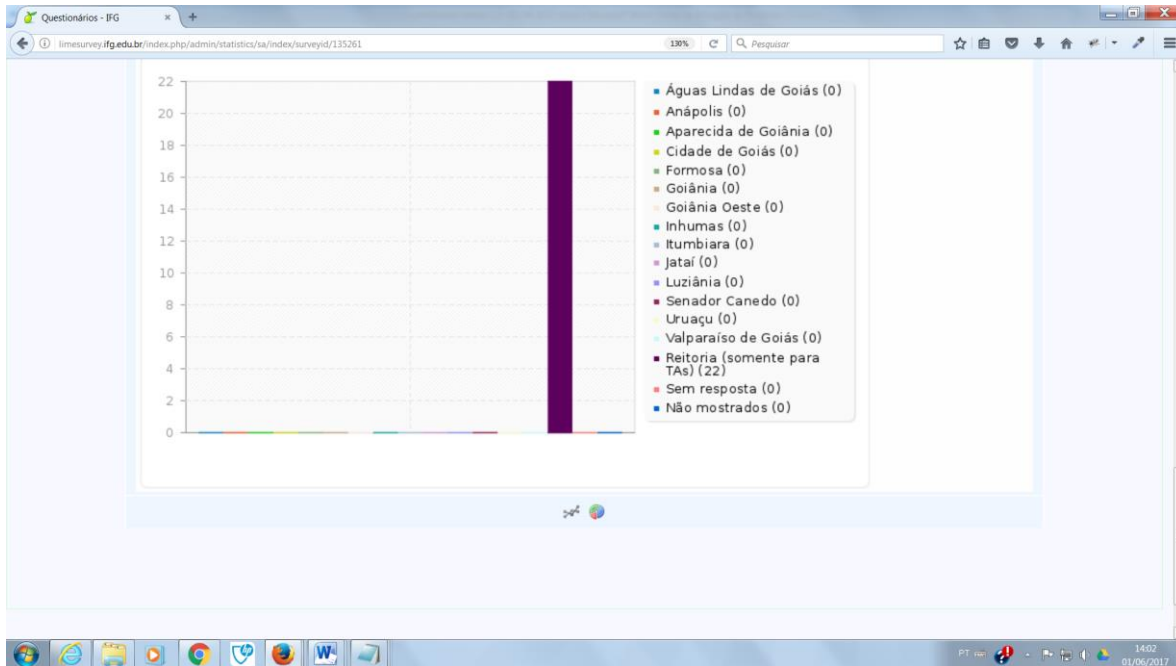 Questionários - IFG
limesurvey.ifg.edu.br/index.php/admin/statistics/sa/index/surveyid/135261
130%
Pesquisar
22
20
18
16
14
12
10
8
6
4
2
0
Águas Lindas de Goiás (0)
Anápolis (0)
Aparecida de Goiânia (0)
Cidade de Goiás (0)
Formosa (0)
Goiânia (0)
Goiânia Oeste (0)
Inhumas (0)
Itumbiara (0)
Jataí (0)
Luziânia (0)
Senador Canedo (0)
Uruaçu (0)
Valparaíso de Goiás (0)
Reitoria (somente para
TAs) (22)
Sem resposta (0)
Não mostrados (0)
PT
14:02
01/06/2017